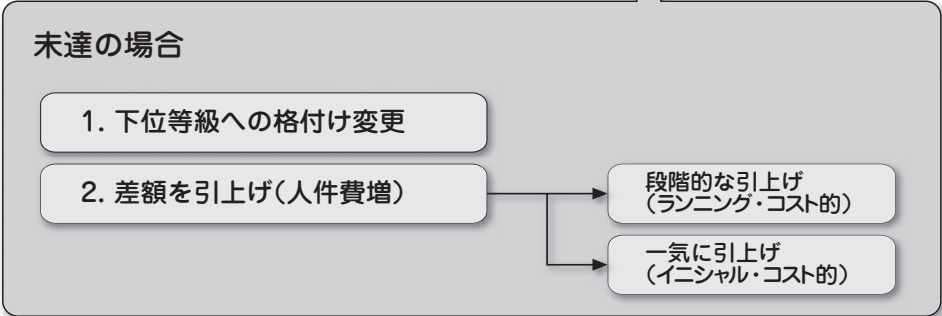 未達の場合
1. 下位等級への格付け変更
2. 差額を引上げ(人件費増)
段階的な引上げ
(ランニング・コスト的)
一気に引上げ
(イニシャル・コスト的)